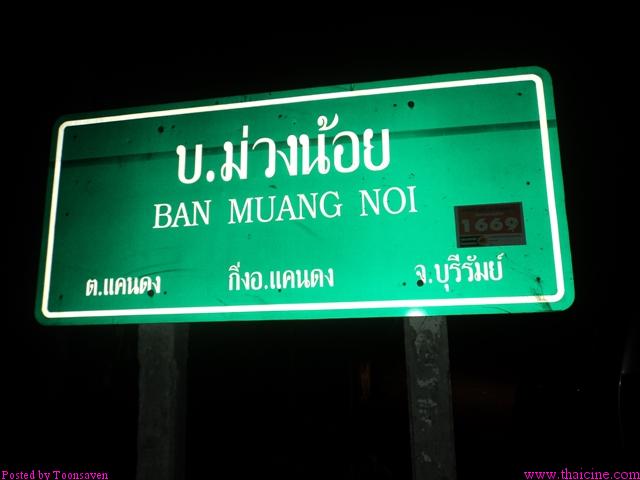 บ.ม่วงน้อย
BAN MUANG NOI
1669
ต.แคนดง กิ่งอ.แคนดง จ.บุรีรัมย์
Posted by Toonsaven www.thaicine.com